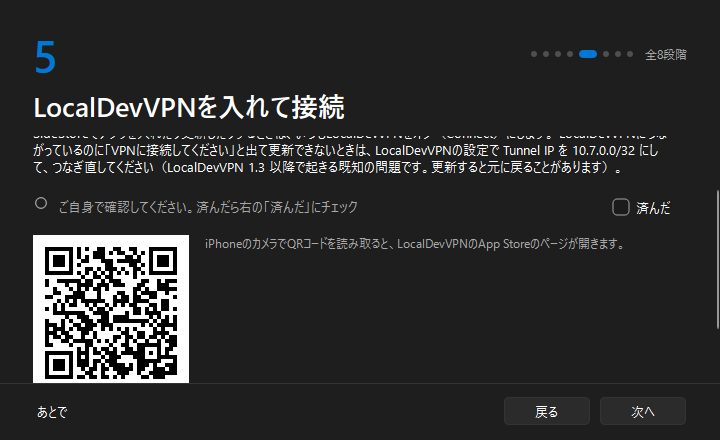 5
全8段階
LocalDevVPNを入れて接続
がっているのに「VPNに接続してください」と出て更新できないときは、LocalDevVPNの設定で Tunnel IP を 10.7.0.0/32 にし
て、つなぎ直してください（LocalDevVPN 1.3 以降で起きる既知の問題です。更新すると元に戻ることがあります）。
ご自身で確認してください。済んだら右の「済んだ」にチェック
済んだ
iPhoneのカメラでQRコードを読み取ると、LocalDevVPNのApp Storeのページが開きます。
あとで
戻る
次へ